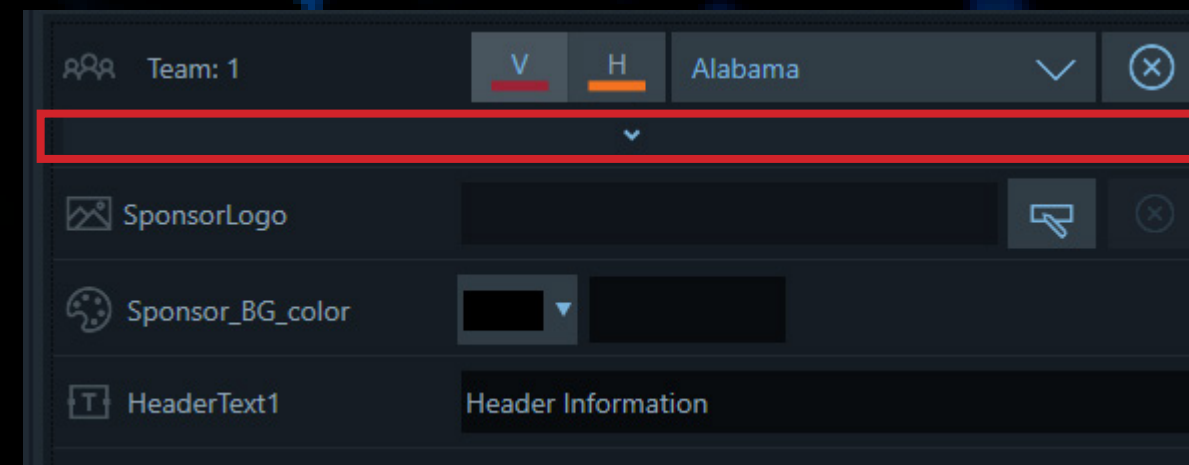 Team: 1 V H Alabama
SponsorLogo
Sponsor_BG_color
T HeaderText1 Header Information